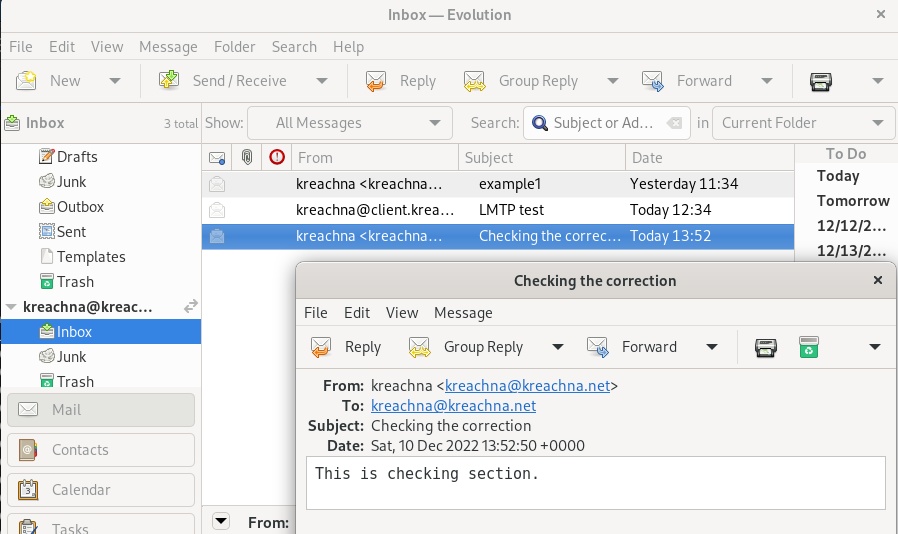 Inbox — Evolution
File Edit View Message Folder Search Help
New Send / Receive Reply Group Reply Forward
Inbox 3 total Show: All Messages Search: Subject or Ad... in Current Folder
Drafts
Junk
Outbox
Sent
Templates
Trash
kreachna@kreac...
Inbox
Junk
Trash
Mail
Contacts
Calendar
Tasks
From Subject Date
kreachna <kreachna... example1 Yesterday 11:34
kreachna@client.krea... LMTP test Today 12:34
kreachna <kreachna... Checking the correc... Today 13:52
To Do
Today
Tomorrow
12/12/2...
12/13/2...
Checking the correction
File Edit View Message
Reply Group Reply Forward
From: kreachna <kreachna@kreachna.net>
To: kreachna@kreachna.net
Subject: Checking the correction
Date: Sat, 10 Dec 2022 13:52:50 +0000
This is checking section.
From: